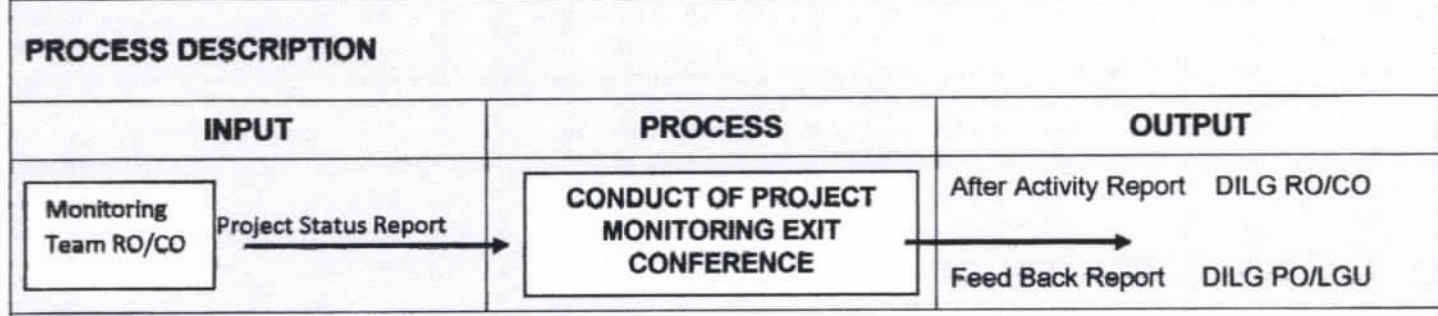 PROCESS DESCRIPTION
INPUT
PROCESS
OUTPUT
Monitoring
Team RO/CO
Project Status Report
CONDUCT OF PROJECT
MONITORING EXIT
CONFERENCE
After Activity Report DILG RO/CO
Feed Back Report DILG PO/LGU